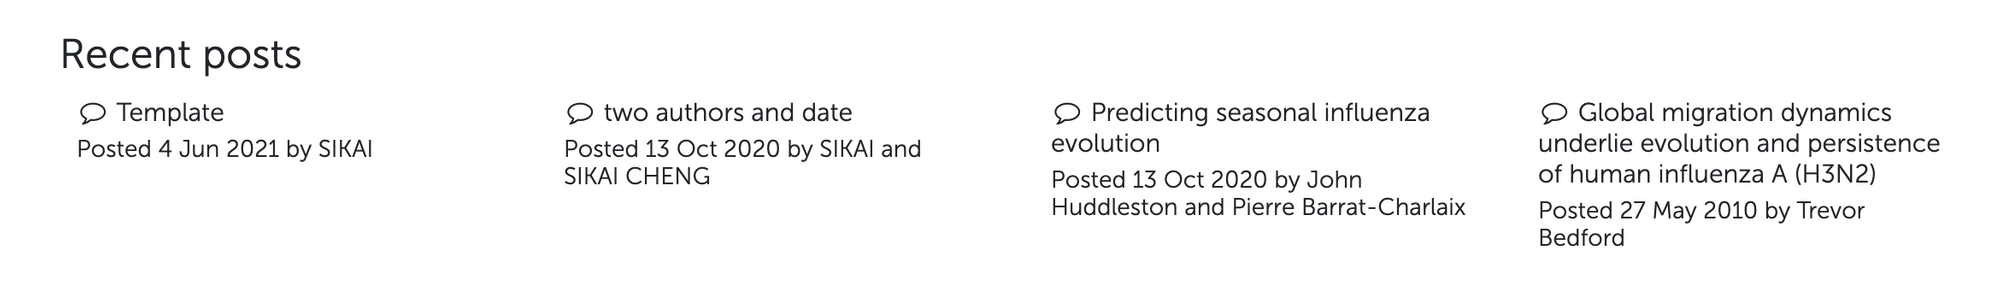 Recent posts
Template
Posted 4 Jun 2021 by SIKAI
two authors and date
Posted 13 Oct 2020 by SIKAI and
SIKAI CHENG
Predicting seasonal influenza
evolution
Posted 13 Oct 2020 by John
Huddleston and Pierre Barrat-Charlaix
Global migration dynamics
underlie evolution and persistence
of human influenza A (H3N2)
Posted 27 May 2010 by Trevor
Bedford